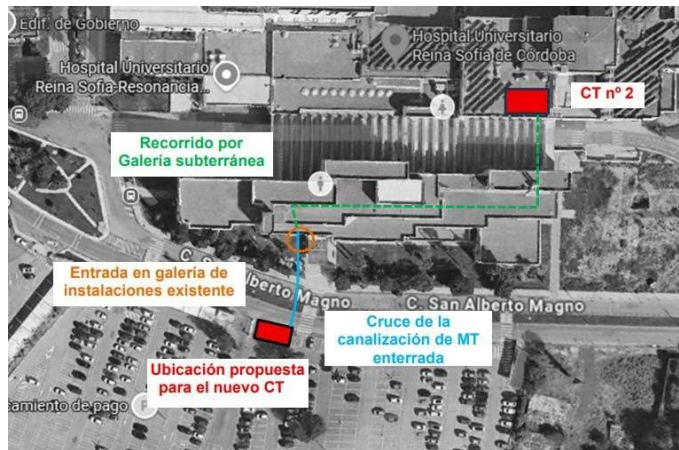 Edif. de Gobierno
Hospital Universitario
Reina Sofía de Córdoba
Hospital Universitario
Reina Sofía-Resonancia...
CT nº 2
Recorrido por
Galería subterránea
Entrada en galería de
instalaciones existente
C. San Alberto Magno
C. San Alberto Magno
Cruce de la
canalización de MT
enterrada
Ubicación propuesta
para el nuevo CT
camiento de pago
P